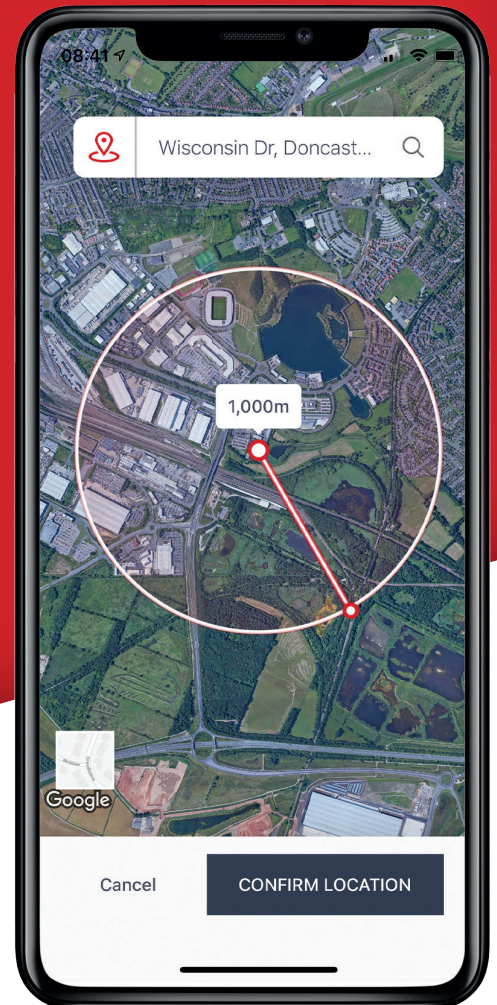 08:41
Wisconsin Dr, Doncast...
1,000m
Google
Cancel
CONFIRM LOCATION